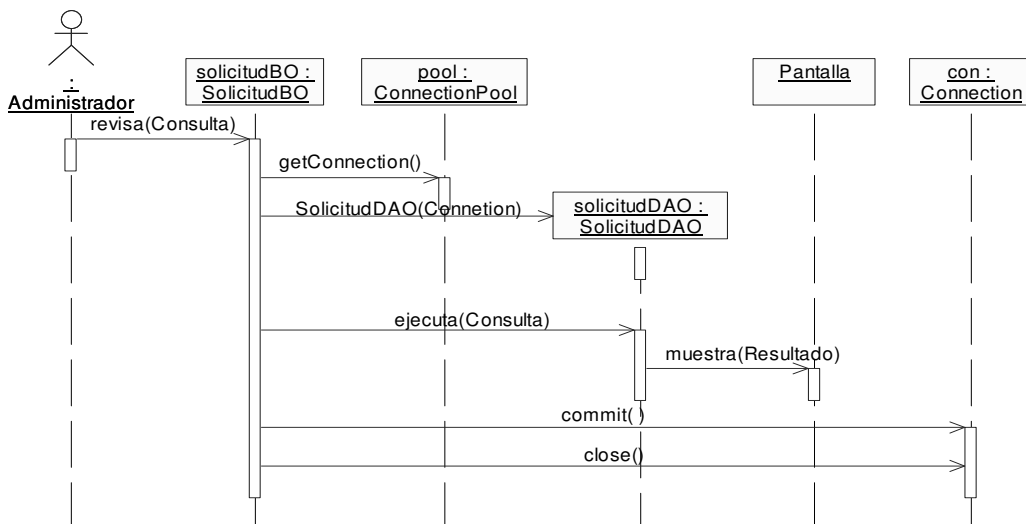 :
Administrador
solicitudBO :
SolicitudBO
pool :
ConnectionPool
Pantalla
con :
Connection
revisa(Consulta)
getConnection()
SolicitudDAO(Connetion)
solicitudDAO :
SolicitudDAO
ejecuta(Consulta)
muestra(Resultado)
commit( )
close()